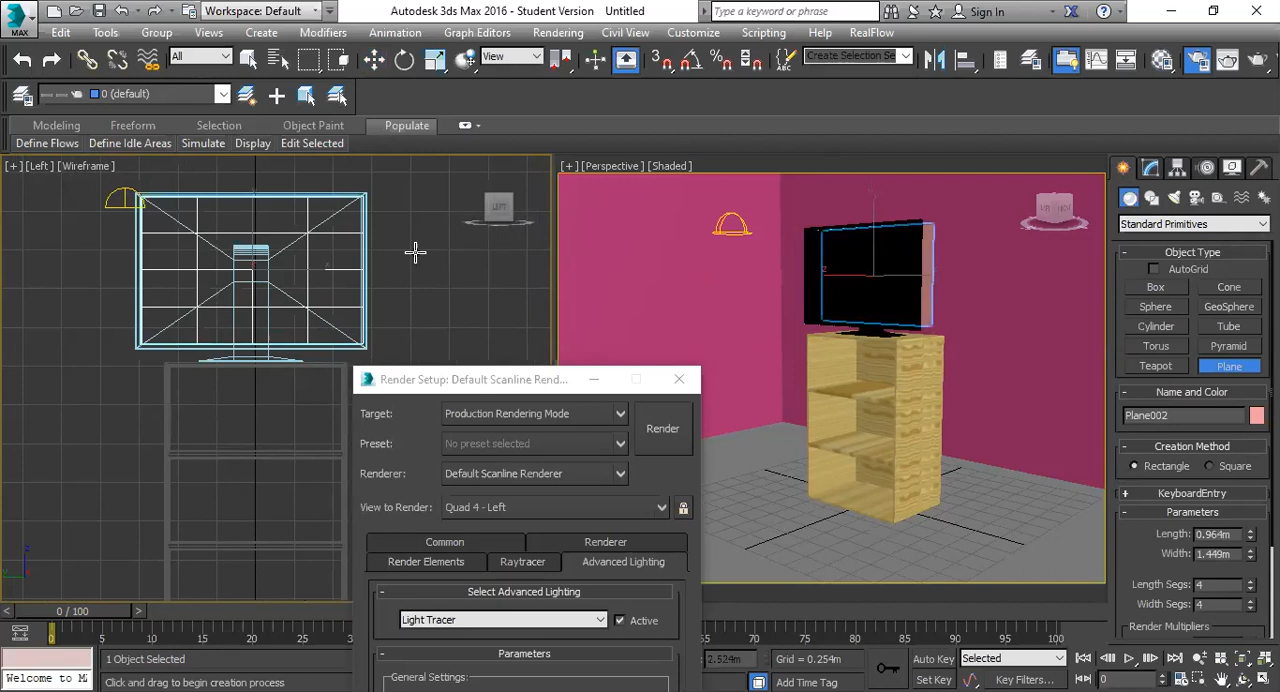 MAX
Workspace: Default
Autodesk 3ds Max 2016 - Student Version Untitled
Type a keyword or phrase
Sign In
Edit Tools Group Views Create Modifiers Animation Graph Editors Rendering Civil View Customize Scripting Help RealFlow
All
View
Create Selection Se
0 (default)
Modeling Freeform Selection Object Paint Populate
Define Flows Define Idle Areas Simulate Display Edit Selected
[+] [Left] [Wireframe]
[+] [Perspective] [Shaded]
LEFT
Standard Primitives
Object Type
AutoGrid
Box Cone
Sphere GeoSphere
Cylinder Tube
Torus Pyramid
Teapot Plane
Name and Color
Plane002
Creation Method
Rectangle Square
KeyboardEntry
Parameters
Length: 0.964m
Width: 1.449m
Length Segs: 4
Width Segs: 4
Render Multipliers
Render Setup: Default Scanline Rend...
Target: Production Rendering Mode
Render
Preset: No preset selected
Renderer: Default Scanline Renderer
View to Render: Quad 4 - Left
Common Renderer
Render Elements Raytracer Advanced Lighting
Select Advanced Lighting
Light Tracer
Active
Parameters
General Settings:
0 / 100
0 5 10 15 20 25 30 65 70 75 80 85 90 95 100
1 Object Selected
2.524m
Grid = 0.254m
Auto Key Selected
Welcome to M
Click and drag to begin creation process
Add Time Tag
Set Key Key Filters...
0